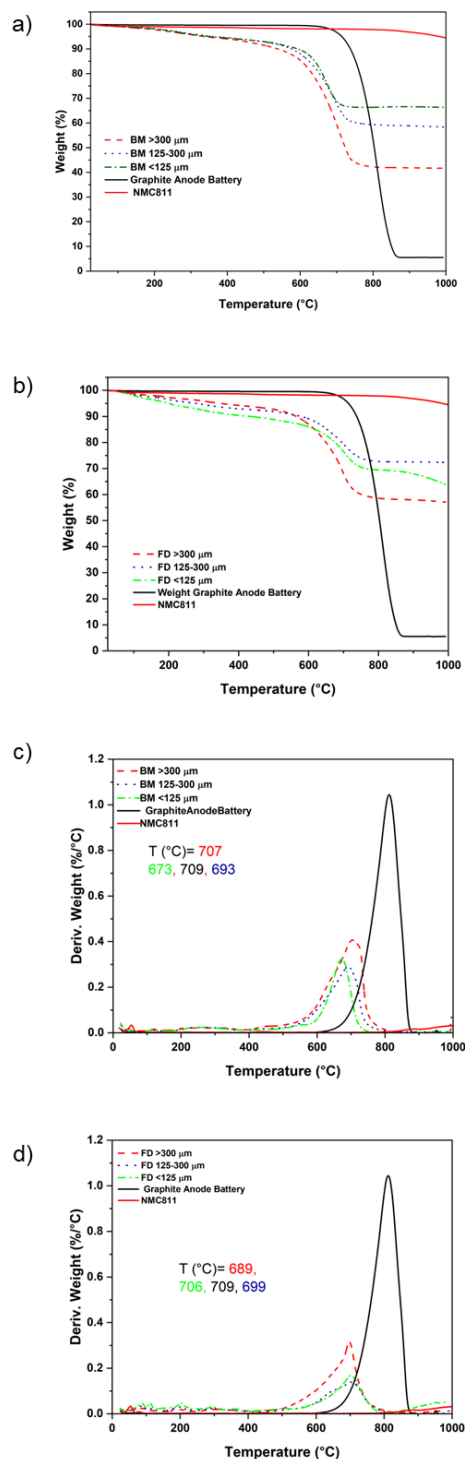 a)
100
90
80
70
60
50
40
30
20
10
0
Weight (%)
BM >300 μm
BM 125-300 μm
BM <125 μm
Graphite Anode Battery
NMC811
200 400 600 800 1000
Temperature (°C)
b)
100
90
80
70
60
50
40
30
20
10
0
Weight (%)
FD >300 μm
FD 125-300 μm
FD <125 μm
Weight Graphite Anode Battery
NMC811
200 400 600 800 1000
Temperature (°C)
c)
1.2
1.0
0.8
0.6
0.4
0.2
0.0
Deriv. Weight (%/°C)
BM >300 μm
BM 125-300 μm
BM <125 μm
GraphiteAnodeBattery
NMC811
T (°C)= 707
673, 709, 693
0 200 400 600 800 1000
Temperature (°C)
d)
1.2
1.0
0.8
0.6
0.4
0.2
0.0
Deriv. Weight (%/°C)
FD >300 μm
FD 125-300 μm
FD <125 μm
Graphite Anode Battery
NMC811
T (°C)= 689,
706, 709, 699
0 200 400 600 800 1000
Temperature (°C)